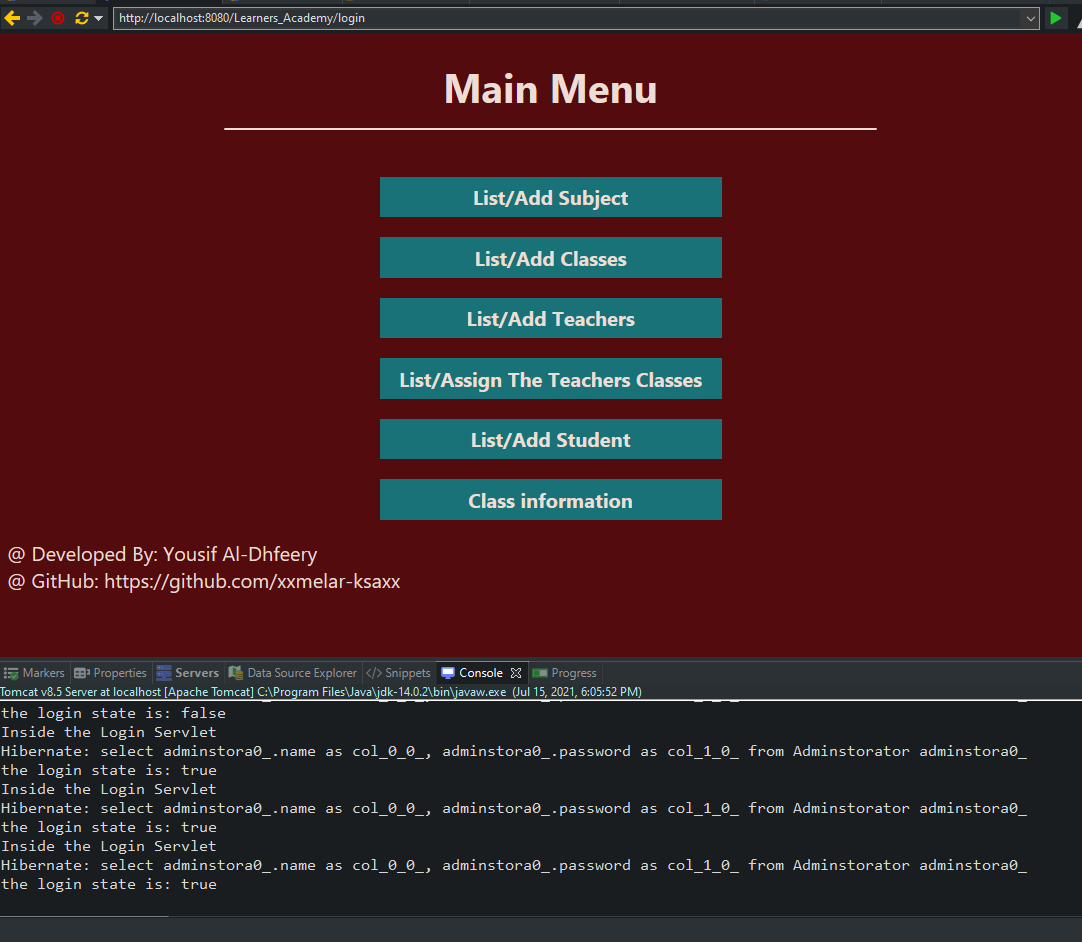 http://localhost:8080/Learners_Academy/login
Main Menu
List/Add Subject
List/Add Classes
List/Add Teachers
List/Assign The Teachers Classes
List/Add Student
Class information
@ Developed By: Yousif Al-Dhfeery
@ GitHub: https://github.com/xxmelar-ksaxx
Markers Properties Servers Data Source Explorer Snippets Console Progress
Tomcat v8.5 Server at localhost [Apache Tomcat] C:\Program Files\Java\jdk-14.0.2\bin\javaw.exe (Jul 15, 2021, 6:05:52 PM)
the login state is: false
Inside the Login Servlet
Hibernate: select adminstora0_.name as col_0_0_, adminstora0_.password as col_1_0_ from Adminstorator adminstora0_
the login state is: true
Inside the Login Servlet
Hibernate: select adminstora0_.name as col_0_0_, adminstora0_.password as col_1_0_ from Adminstorator adminstora0_
the login state is: true
Inside the Login Servlet
Hibernate: select adminstora0_.name as col_0_0_, adminstora0_.password as col_1_0_ from Adminstorator adminstora0_
the login state is: true